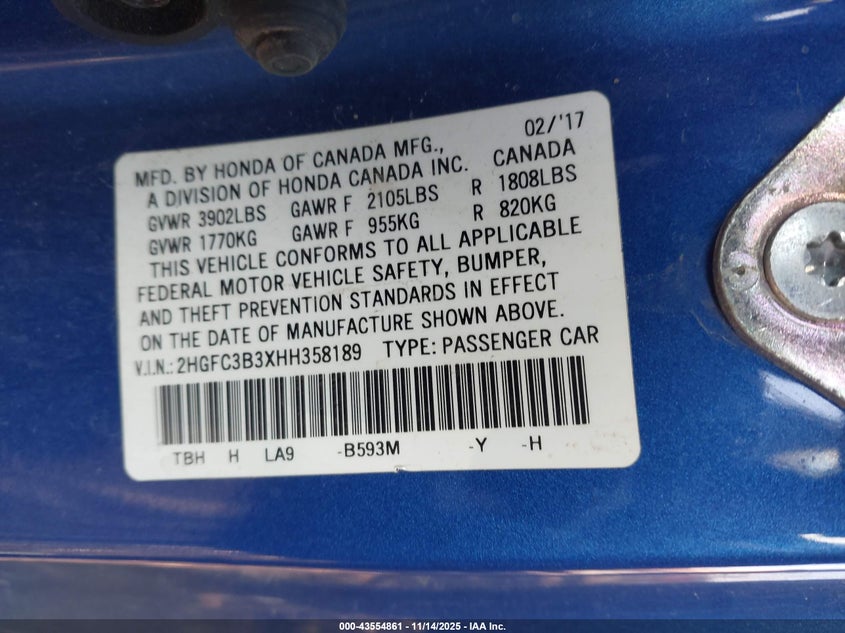 MFD. BY HONDA OF CANADA MFG., 02/'17
A DIVISION OF HONDA CANADA INC. CANADA
GVWR 3902LBS GAWR F 2105LBS R 1808LBS
GVWR 1770KG GAWR F 955KG R 820KG
THIS VEHICLE CONFORMS TO ALL APPLICABLE
FEDERAL MOTOR VEHICLE SAFETY, BUMPER,
AND THEFT PREVENTION STANDARDS IN EFFECT
ON THE DATE OF MANUFACTURE SHOWN ABOVE.
V.I.N.: 2HGFC3B3XHH358189 TYPE: PASSENGER CAR
TBH H LA9 -B593M -Y -H
000-43554861 - 11/14/2025 - IAA Inc.